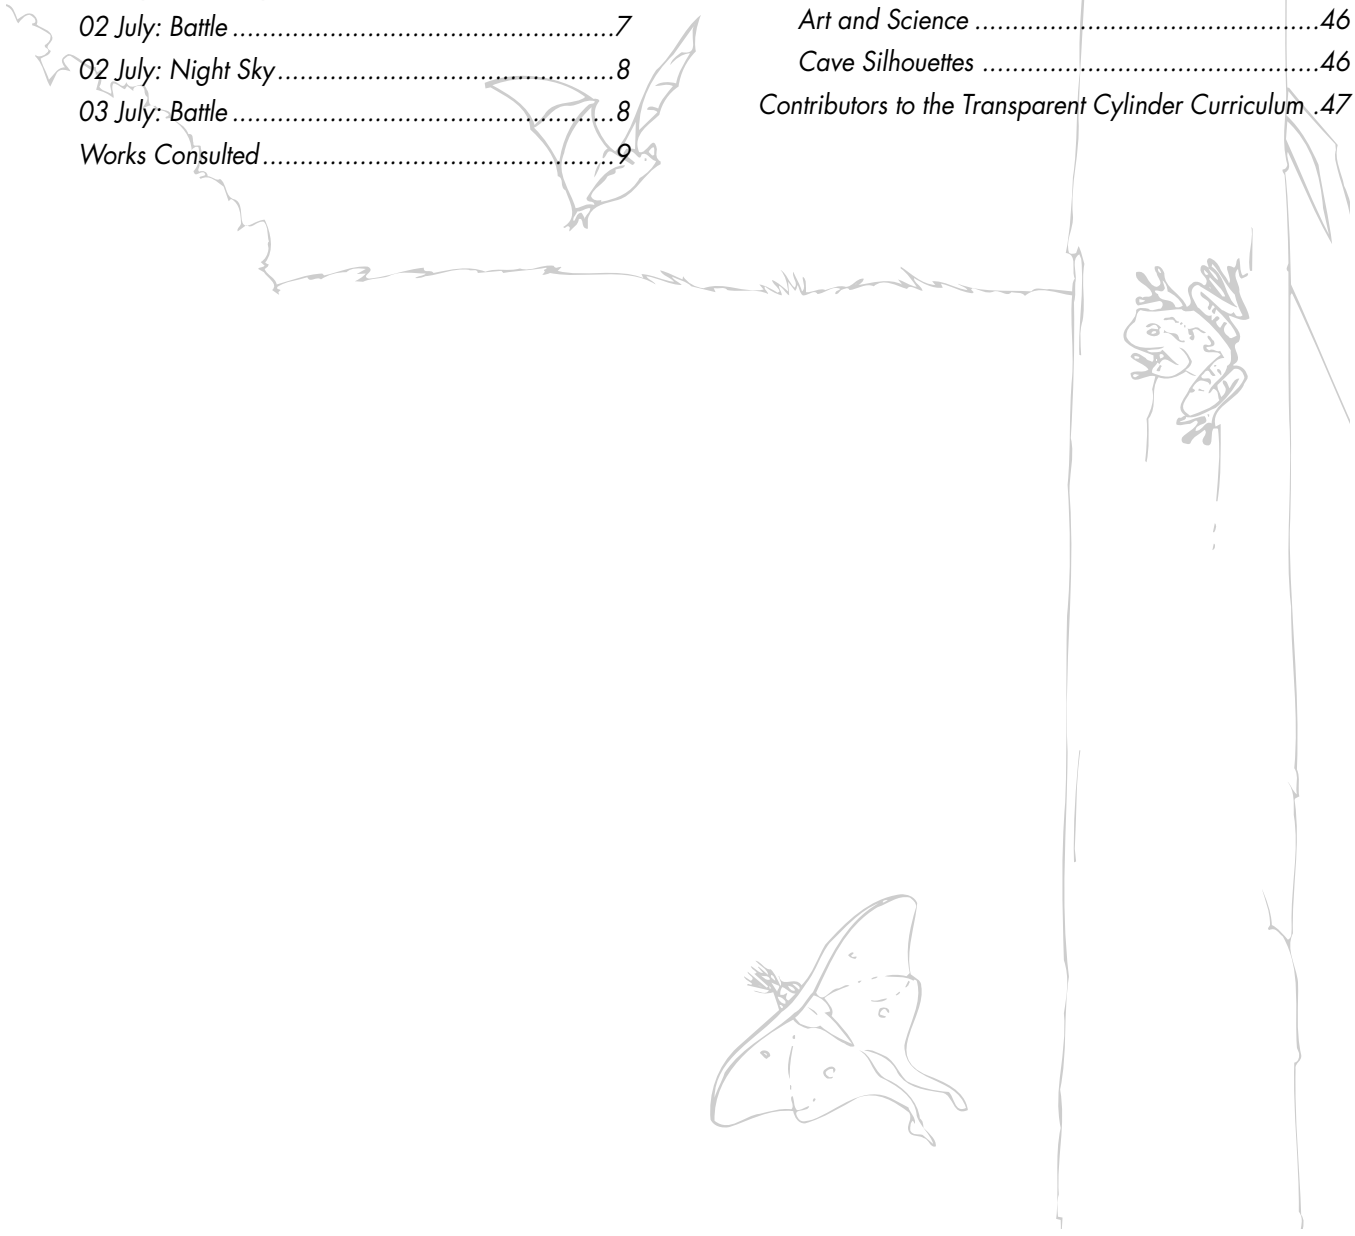 02 July: Battle ...................................................7
02 July: Night Sky.............................................8
03 July: Battle ...................................................8
Works Consulted...............................................9
Art and Science ..............................................46
Cave Silhouettes .............................................46
Contributors to the Transparent Cylinder Curriculum .47